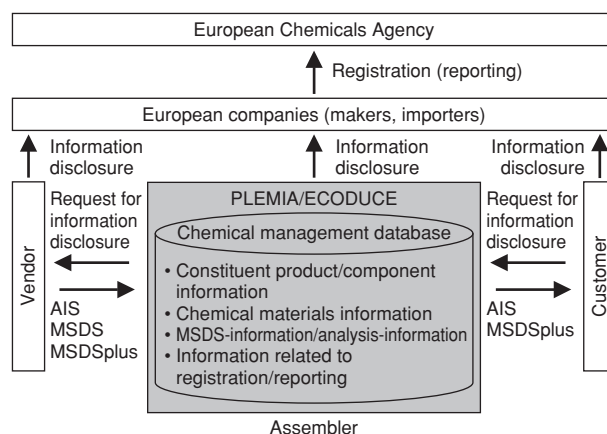 European Chemicals Agency
Registration (reporting)
European companies (makers, importers)
Information
disclosure
Information
disclosure
Information
disclosure
Vendor
Request for
information
disclosure
AIS
MSDS
MSDSplus
PLEMIA/ECODUCE
Chemical management database
• Constituent product/component
information
• Chemical materials information
• MSDS-information/analysis-information
• Information related to
registration/reporting
Request for
information
disclosure
AIS
MSDSplus
Customer
Assembler